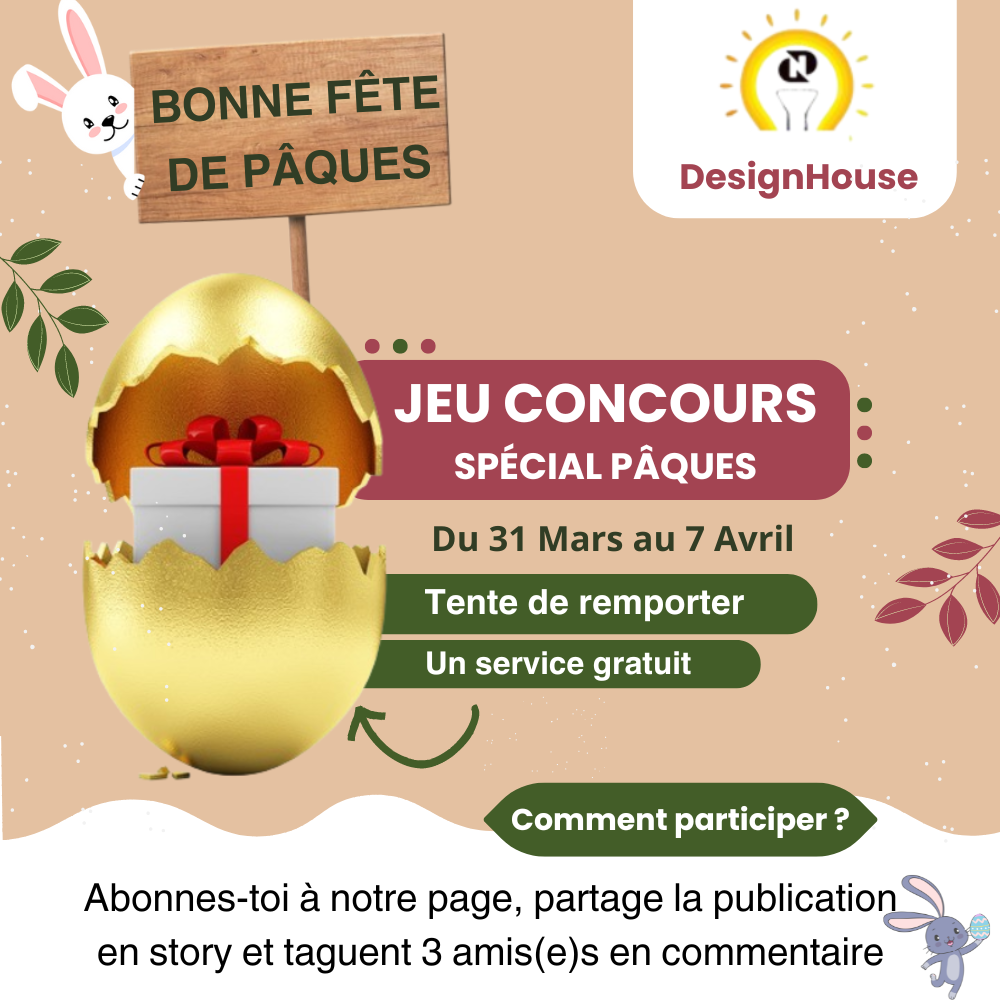 BONNE FÊTE
DE PÂQUES
DesignHouse
JEU CONCOURS
SPÉCIAL PÂQUES
Du 31 Mars au 7 Avril
Tente de remporter
Un service gratuit
Comment participer ?
Abonnes-toi à notre page, partage la publication
en story et taguent 3 amis(e)s en commentaire